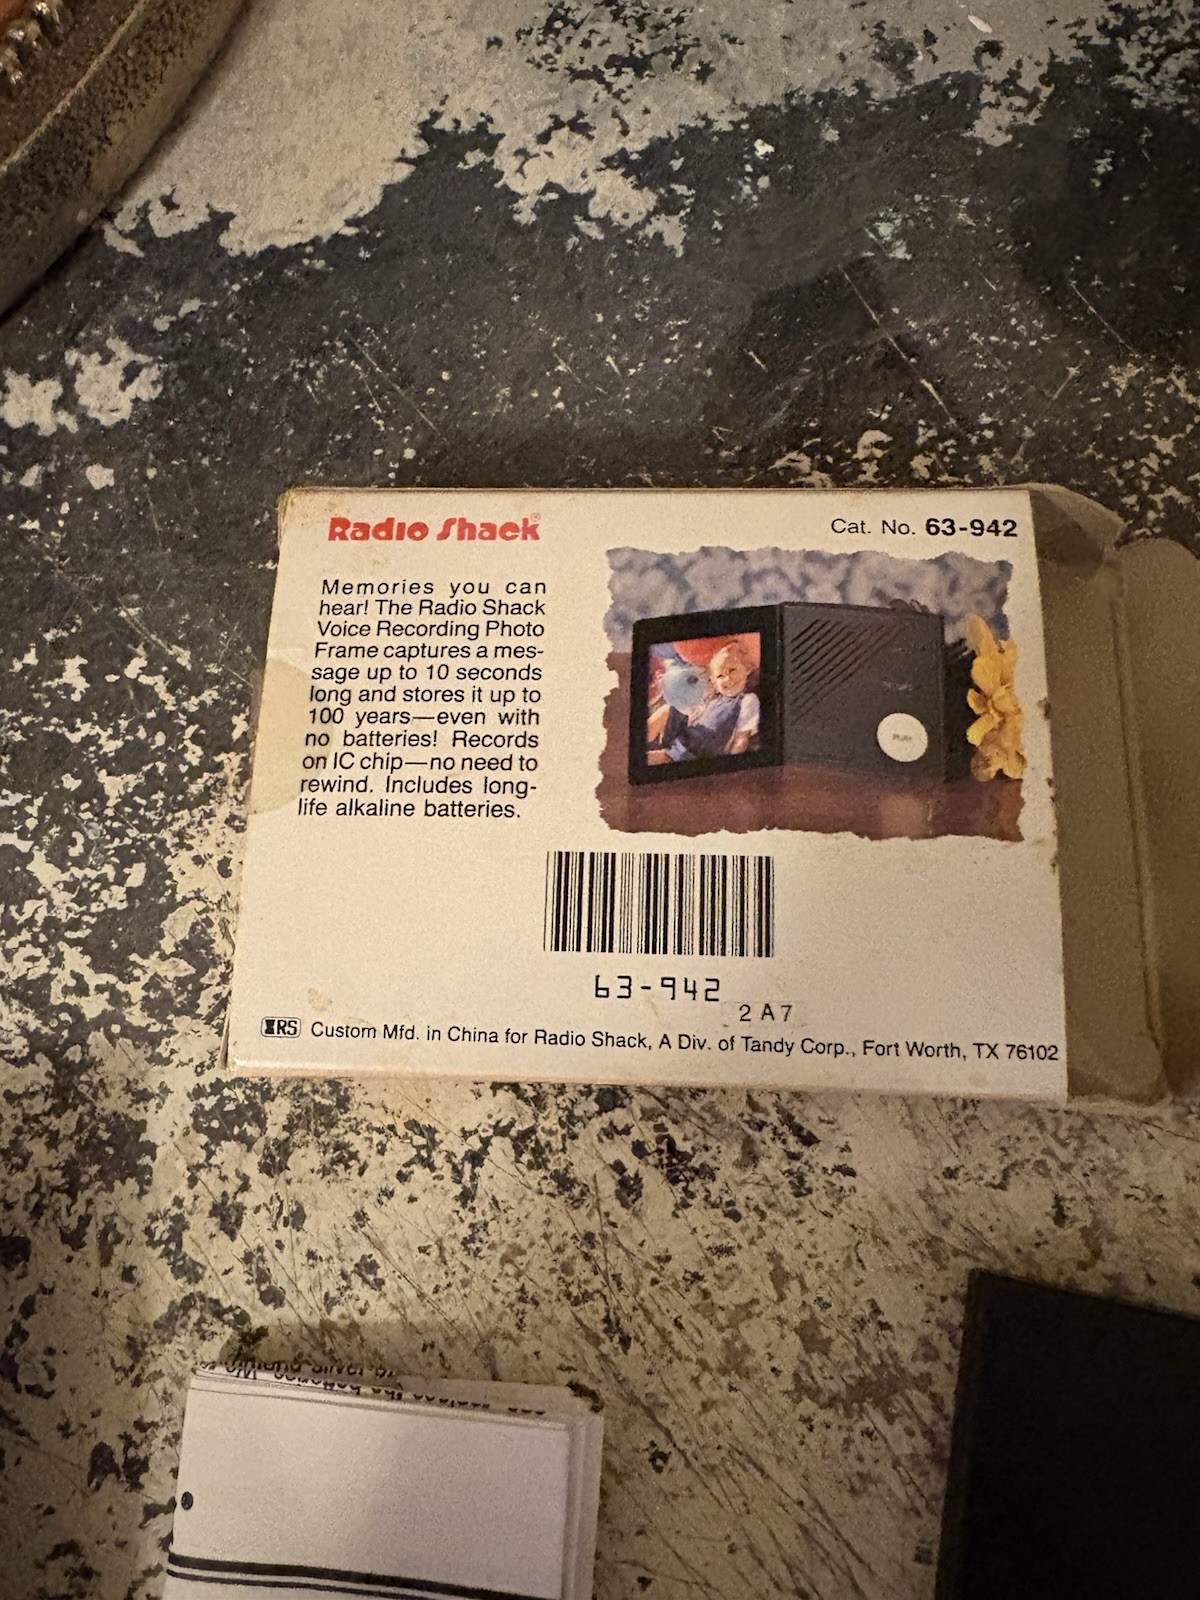 Radio Shack®
Cat. No. 63-942
Memories you can
hear! The Radio Shack
Voice Recording Photo
Frame captures a mes-
sage up to 10 seconds
long and stores it up to
100 years—even with
no batteries! Records
on IC chip—no need to
rewind. Includes long-
life alkaline batteries.
63-942
2A7
RS Custom Mfd. in China for Radio Shack, A Div. of Tandy Corp., Fort Worth, TX 76102
the batteries. We